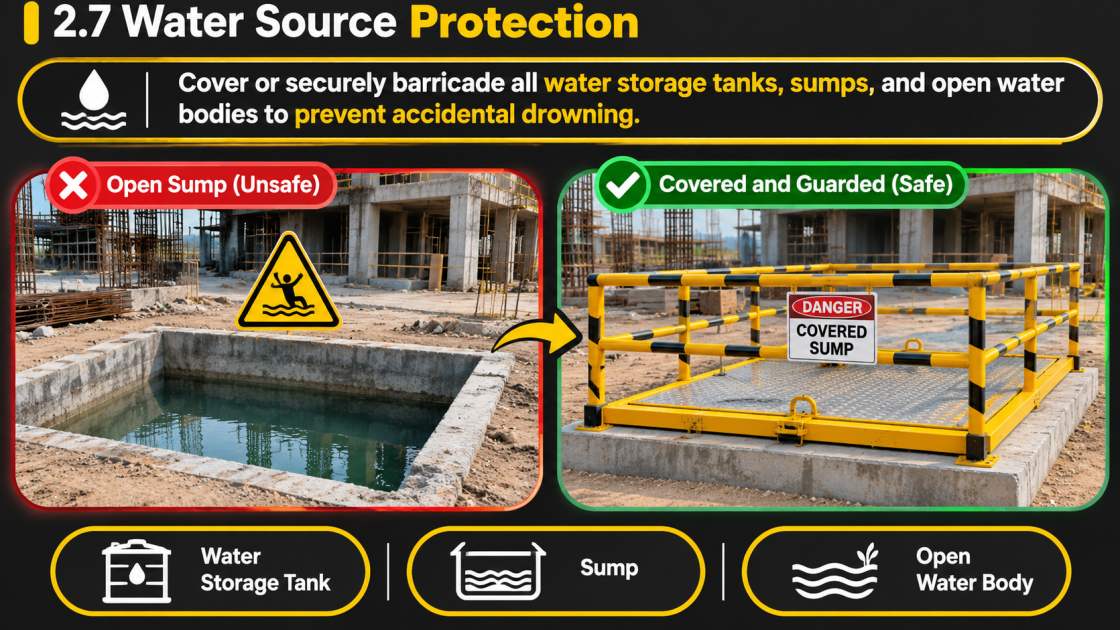 2.7 Water Source Protection
Cover or securely barricade all water storage tanks, sumps, and open water
bodies to prevent accidental drowning.
Open Sump (Unsafe)
Covered and Guarded (Safe)
DANGER
COVERED
SUMP
Water
Storage Tank
Sump
Open
Water Body